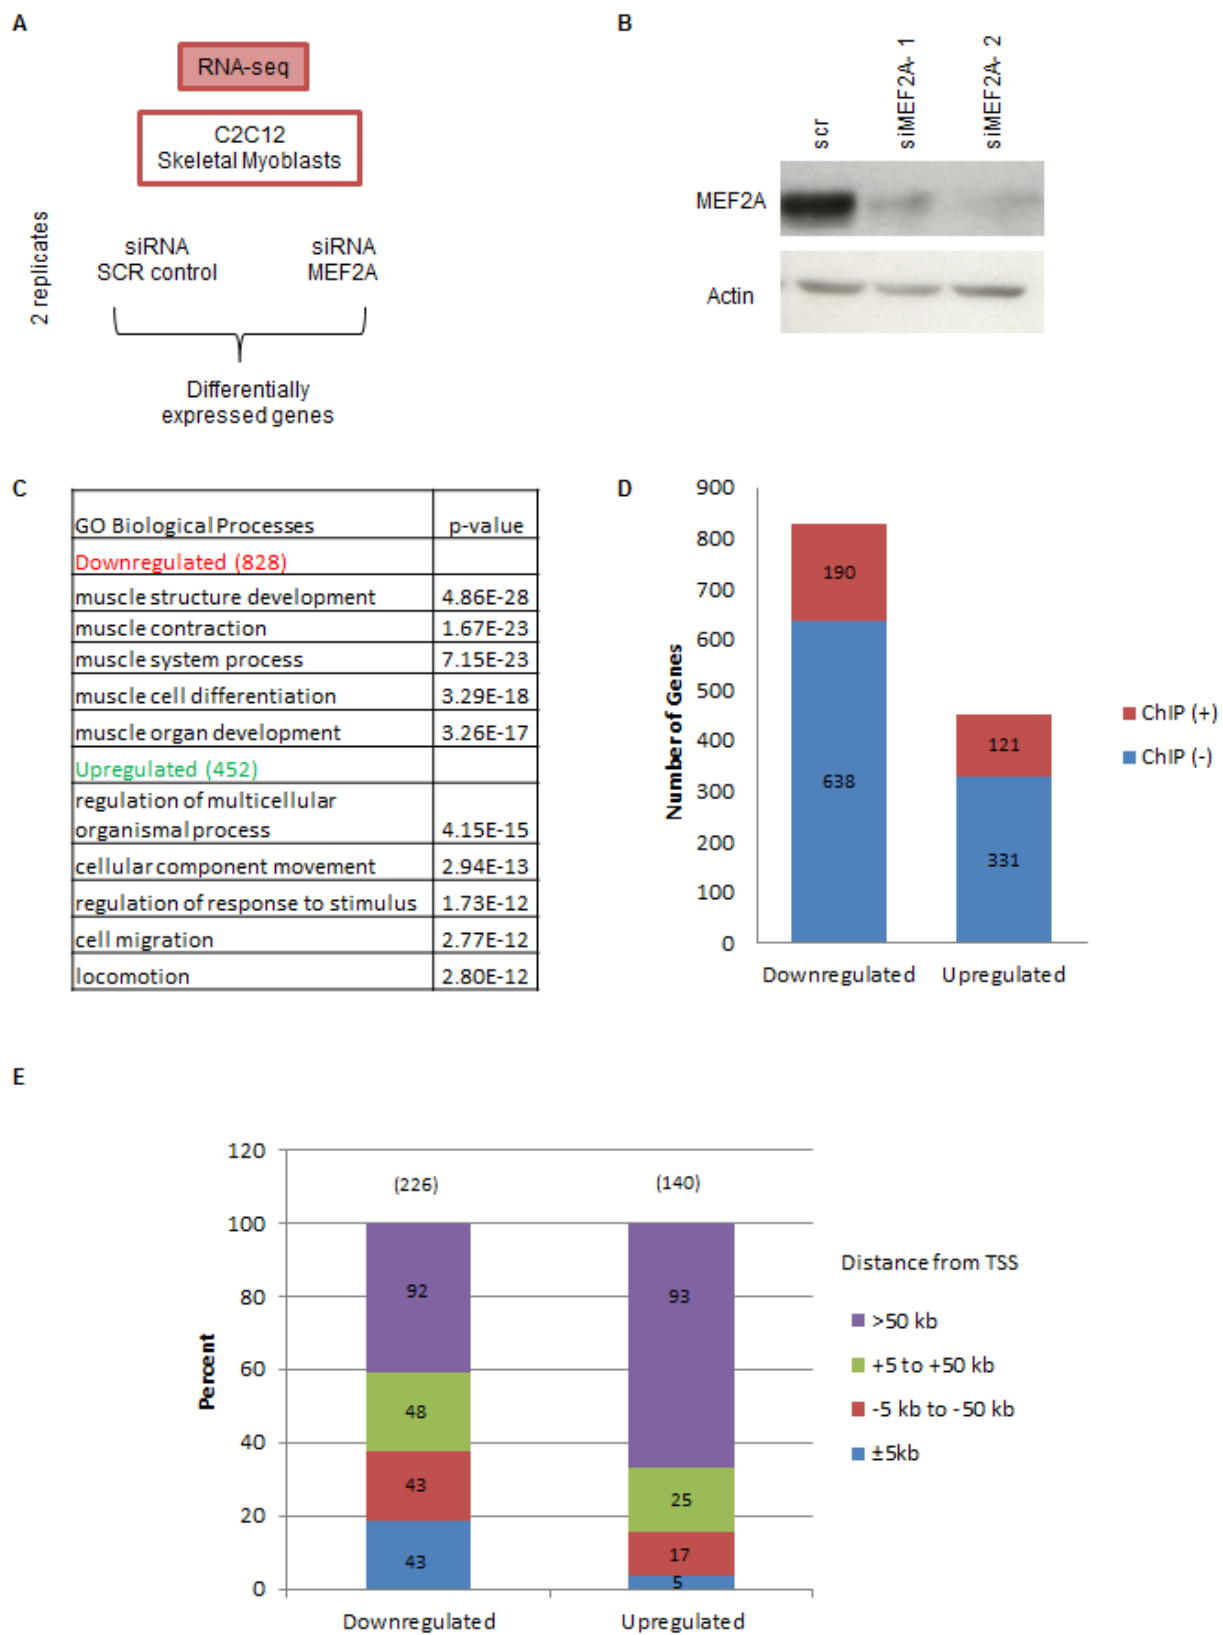 A
RNA-seq
C2C12
Skeletal Myoblasts
2 replicates
siRNA
SCR control
siRNA
MEF2A
Differentially
expressed genes
B
scr
siMEF2A- 1
siMEF2A- 2
MEF2A
Actin
C
GO Biological Processes p-value
Downregulated (828)
muscle structure development 4.86E-28
muscle contraction 1.67E-23
muscle system process 7.15E-23
muscle cell differentiation 3.29E-18
muscle organ development 3.26E-17
Upregulated (452)
regulation of multicellular
organismal process 4.15E-15
cellular component movement 2.94E-13
regulation of response to stimulus 1.73E-12
cell migration 2.77E-12
locomotion 2.80E-12
D
Number of Genes
900
800
700
600
500
400
300
200
100
0
190
638
121
331
Downregulated Upregulated
ChIP (+)
ChIP (-)
E
Percent
120
100
80
60
40
20
0
(226) (140)
92
48
43
43
93
25
17
5
Downregulated Upregulated
Distance from TSS
>50 kb
+5 to +50 kb
-5 kb to -50 kb
±5kb